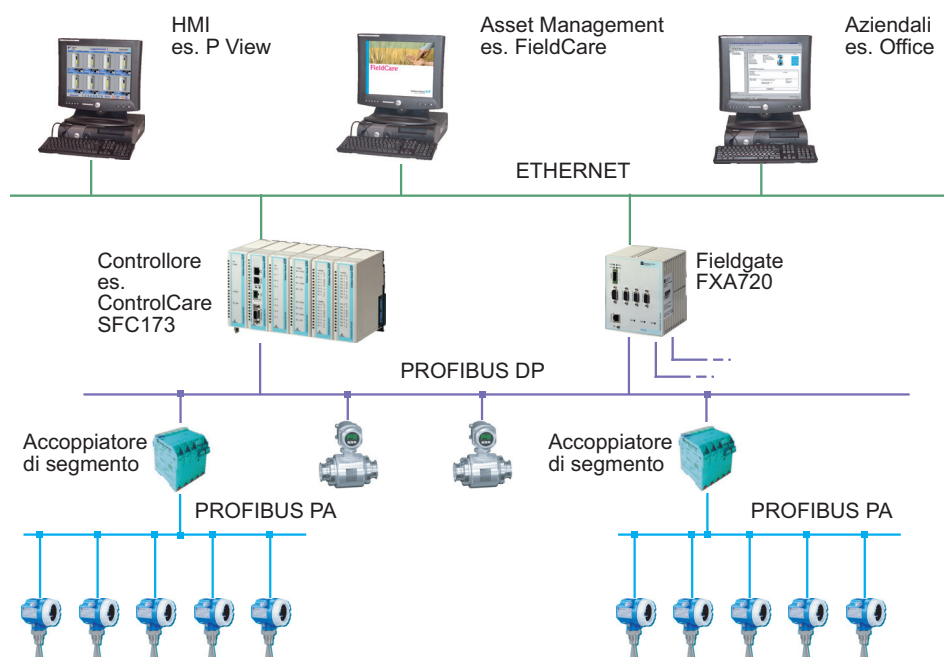 HMI
es. P View
Asset Management
es. FieldCare
Aziendali
es. Office
FieldCare
ETHERNET
Controllore
es.
ControlCare
SFC173
Fieldgate
FXA720
PROFIBUS DP
Accoppiatore
di segmento
Accoppiatore
di segmento
PROFIBUS PA
PROFIBUS PA